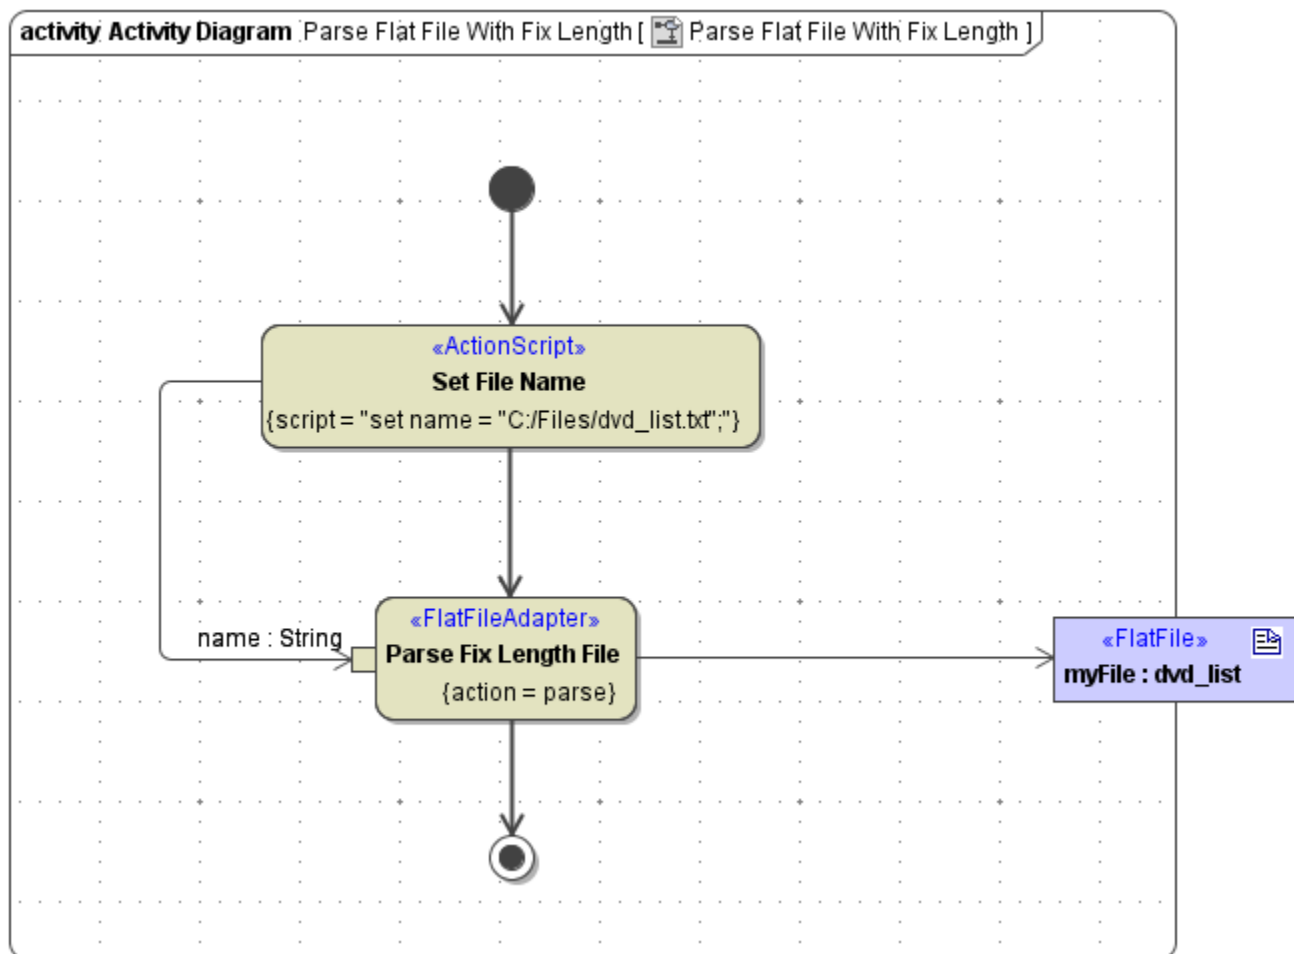 activity Activity Diagram Parse Flat File With Fix Length [ Parse Flat File With Fix Length ]
«ActionScript»
Set File Name
{script = "set name = "C:/Files/dvd_list.txt";"}
name : String
«FlatFileAdapter»
Parse Fix Length File
{action = parse}
«FlatFile»
myFile : dvd_list